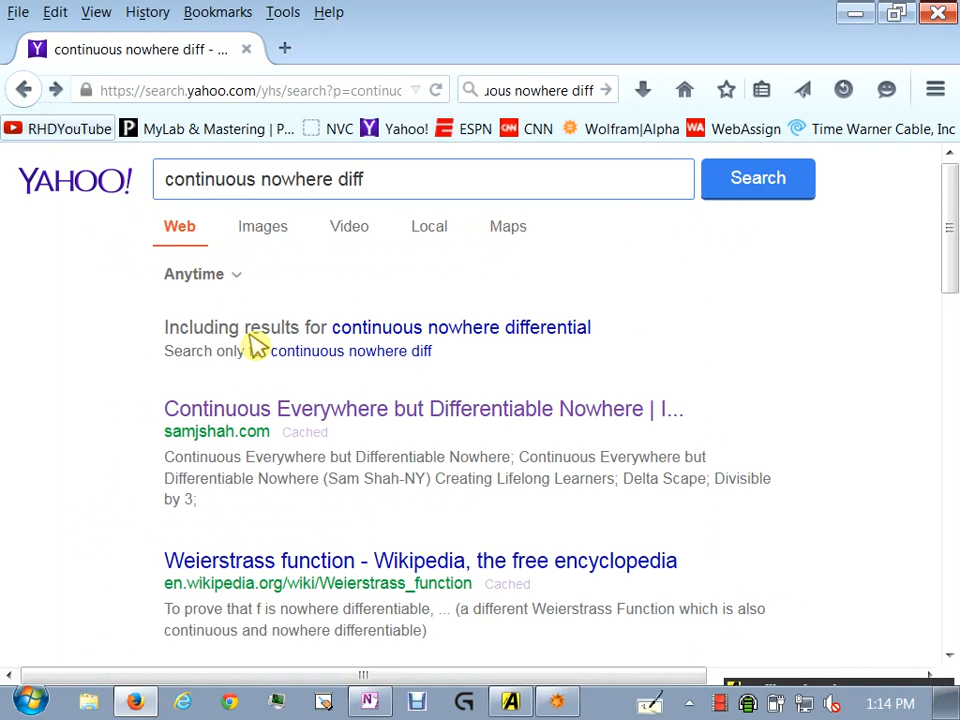 File Edit View History Bookmarks Tools Help
Y continuous nowhere diff - ...
https://search.yahoo.com/yhs/search?p=continuc
uous nowhere diff
RHDYouTube P MyLab & Mastering | P... NVC Y Yahoo! E ESPN CNN CNN Wolfram|Alpha WA WebAssign Time Warner Cable, Inc
YAHOO! continuous nowhere diff Search
Web Images Video Local Maps
Anytime
Including results for continuous nowhere differential
Search only continuous nowhere diff
Continuous Everywhere but Differentiable Nowhere | I...
samjshah.com Cached
Continuous Everywhere but Differentiable Nowhere; Continuous Everywhere but
Differentiable Nowhere (Sam Shah-NY) Creating Lifelong Learners; Delta Scape; Divisible
by 3;
Weierstrass function - Wikipedia, the free encyclopedia
en.wikipedia.org/wiki/Weierstrass_function Cached
To prove that f is nowhere differentiable, ... (a different Weierstrass Function which is also
continuous and nowhere differentiable)
1:14 PM